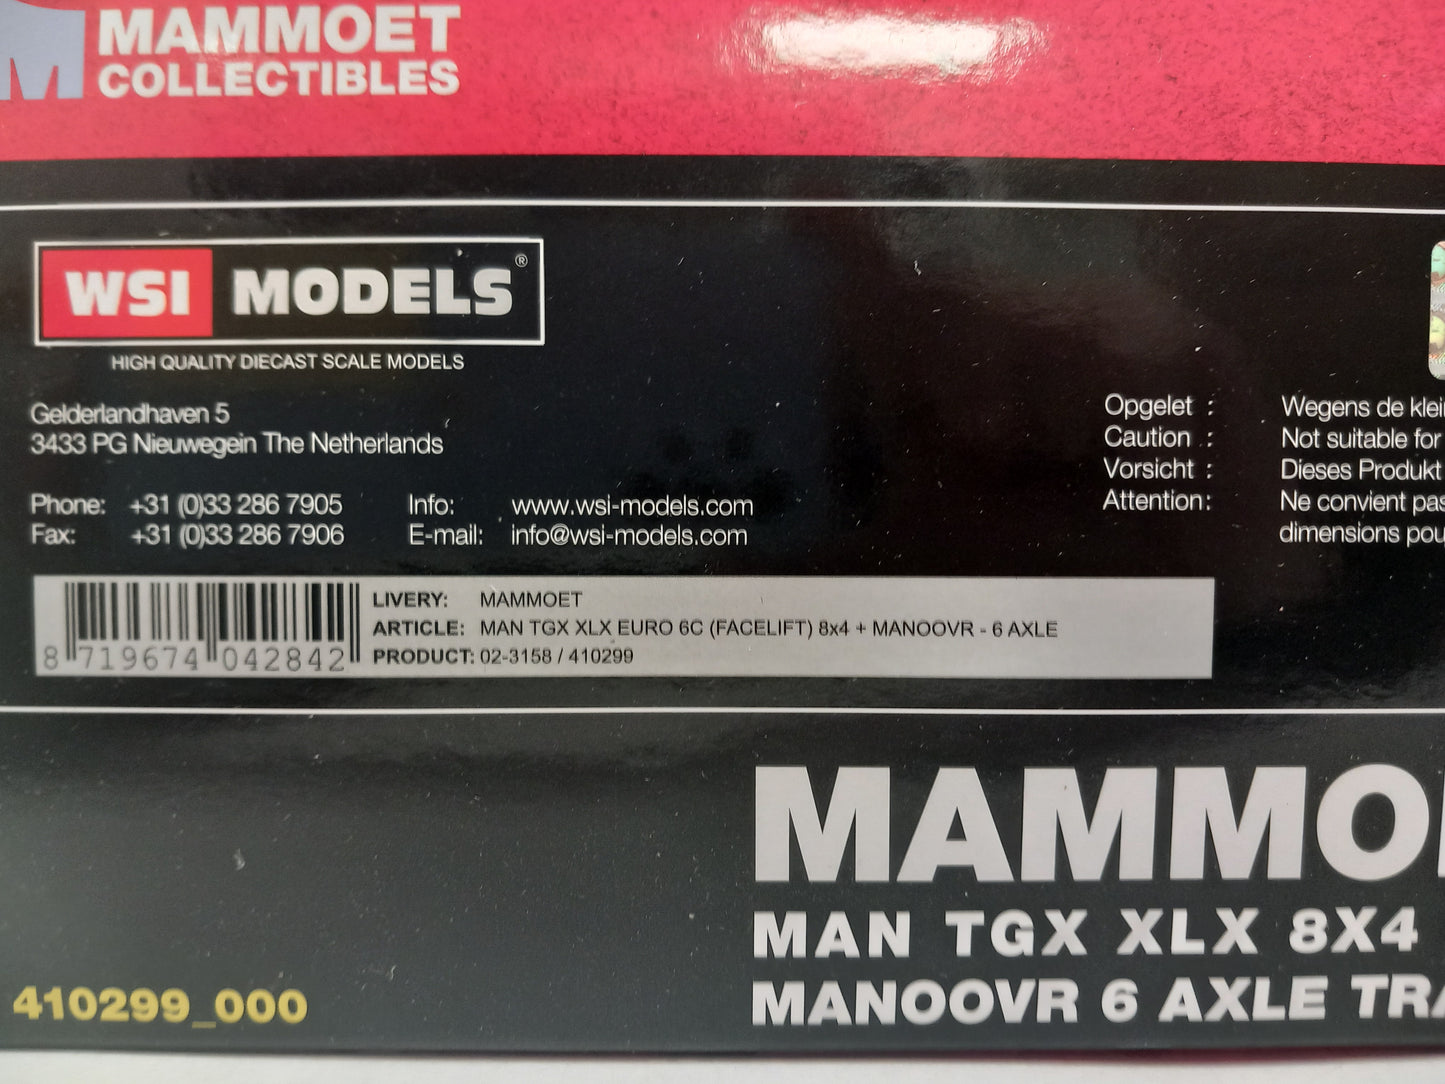 MAMMOET
COLLECTIBLES
WSI MODELS®
HIGH QUALITY DIECAST SCALE MODELS
Gelderlandhaven 5
3433 PG Nieuwegein The Netherlands
Phone: +31 (0)33 286 7905 Info: www.wsi-models.com
Fax: +31 (0)33 286 7906 E-mail: info@wsi-models.com
Opgelet : Wegens de
Caution : Not suitable for
Vorsicht : Dieses Produkt
Attention: Ne convient pas
dimensions
LIVERY: MAMMOET
ARTICLE: MAN TGX XLX EURO 6C (FACELIFT) 8x4 + MANOOVR - 6 AXLE
PRODUCT: 02-3158 / 410299
8 719674 042842
MAMMO
MAN TGX XLX 8X4
MANOOVR 6 AXLE
410299_000